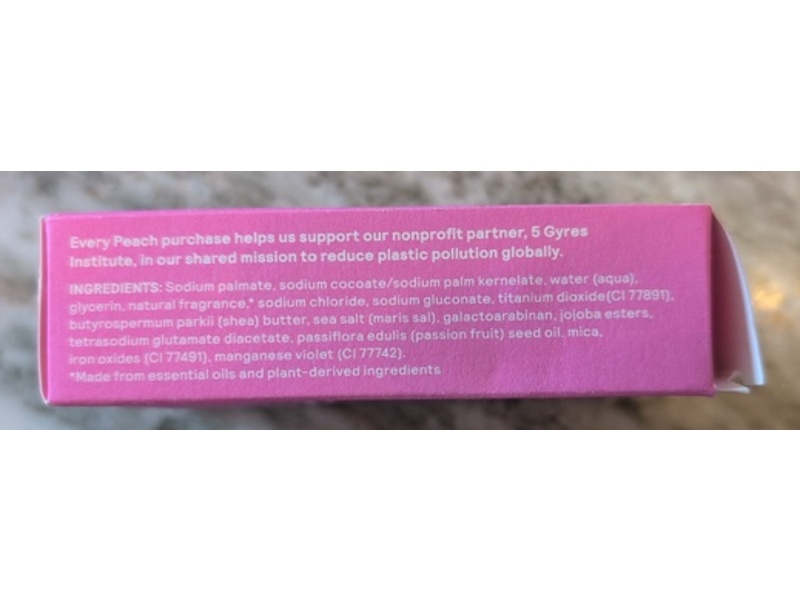 Every Peach purchase helps us support our nonprofit partner, 5 Gyres
Institute, in our shared mission to reduce plastic pollution globally.
INGREDIENTS: Sodium palmate, sodium cocoate/sodium palm kernelate, water (aqua),
glycerin, natural fragrance,* sodium chloride, sodium gluconate, titanium dioxide(CI 77891),
butyrospermum parkii (shea) butter, sea salt (maris sal), galactoarabinan, jojoba esters,
tetrasodium glutamate diacetate, passiflora edulis (passion fruit) seed oil, mica,
iron oxides (CI 77491), manganese violet (CI 77742).
*Made from essential oils and plant-derived ingredients